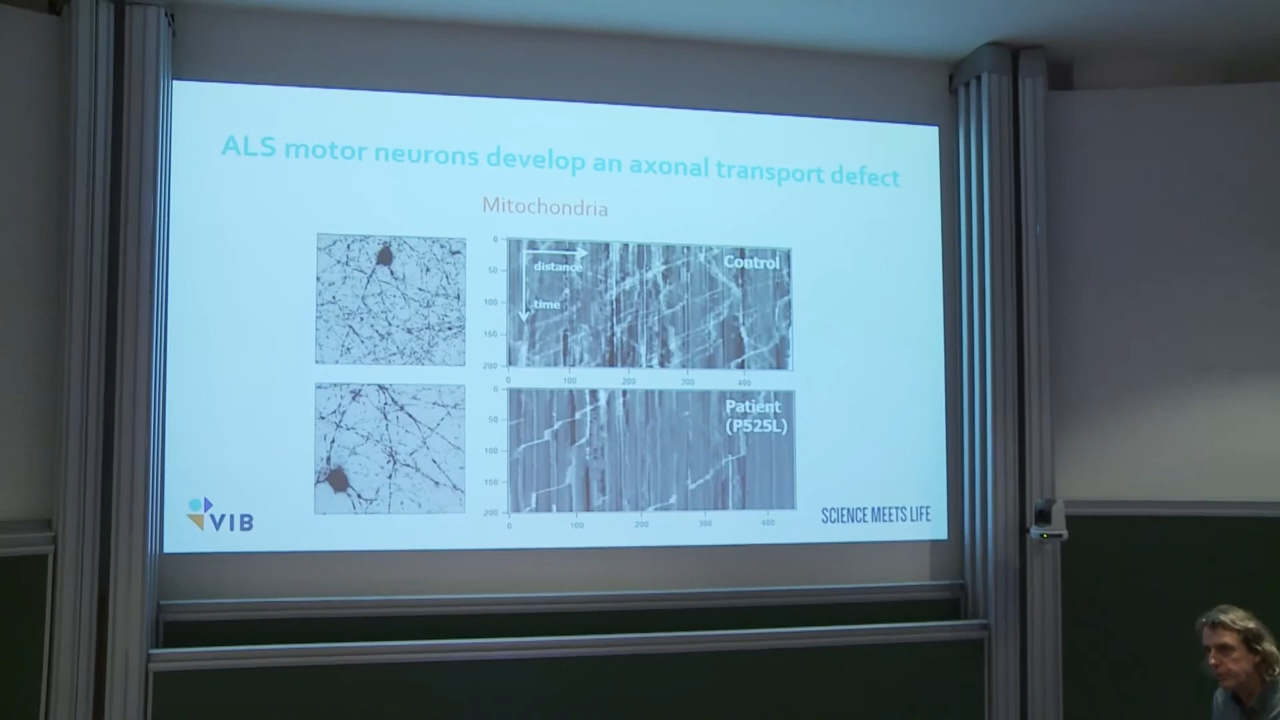 ALS motor neurons develop an axonal transport defect
Mitochondria
0
50
100
150
200
distance
time
Control
0
100
200
300
400
0
50
100
150
200
Patient
(P525L)
0
100
200
300
400
VIB
SCIENCE MEETS LIFE